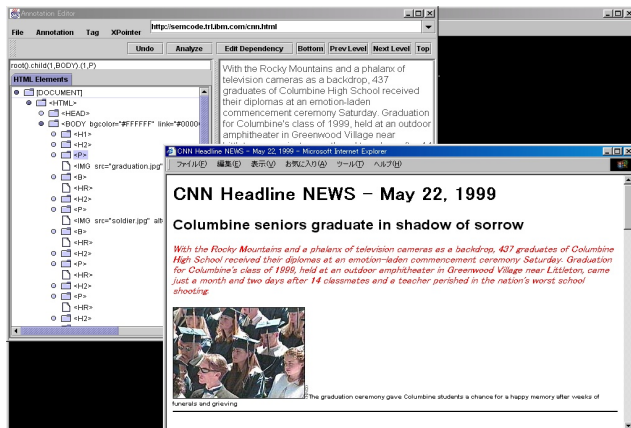 Annotation Editor
File Annotation Tag XPointer http://semcode.trl.ibm.com/cnn.html
Undo Analyze Edit Dependency Bottom Prev Level Next Level Top
root().child(1,BODY).(1,P)
HTML Elements
[DOCUMENT]
<HTML>
<HEAD>
<BODY bgcolor="#FFFFFF" link="#0000
<H1>
<H2>
<P>
<IMG src="graduation.jpg"
<B>
<HR>
<H2>
<P>
<IMG src="soldier.jpg" alt
<B>
<HR>
<H2>
<P>
<HR>
<H2>
<P>
<HR>
<H2>
With the Rocky Mountains and a phalanx of
television cameras as a backdrop, 437
graduates of Columbine High School received
their diplomas at an emotion-laden
commencement ceremony Saturday. Graduation
for Columbine's class of 1999, held at an outdoor
amphitheater in Greenwood Village near
CNN Headline NEWS - May 22, 1999 - Microsoft Internet Explorer
ファイル(F) 編集(E) 表示(V) お気に入り(A) ツール(T) ヘルプ(H)
CNN Headline NEWS - May 22, 1999
Columbine seniors graduate in shadow of sorrow
With the Rocky Mountains and a phalanx of television cameras as a backdrop, 437 graduates of Columbine
High School received their diplomas at an emotion-laden commencement ceremony Saturday. Graduation
for Columbine's class of 1999, held at an outdoor amphitheater in Greenwood Village near Littleton, came
just a month and two days after 14 classmates and a teacher perished in the nation's worst school
shooting.
The graduation ceremony gave Columbine students a chance for a happy memory after weeks of
funerals and grieving